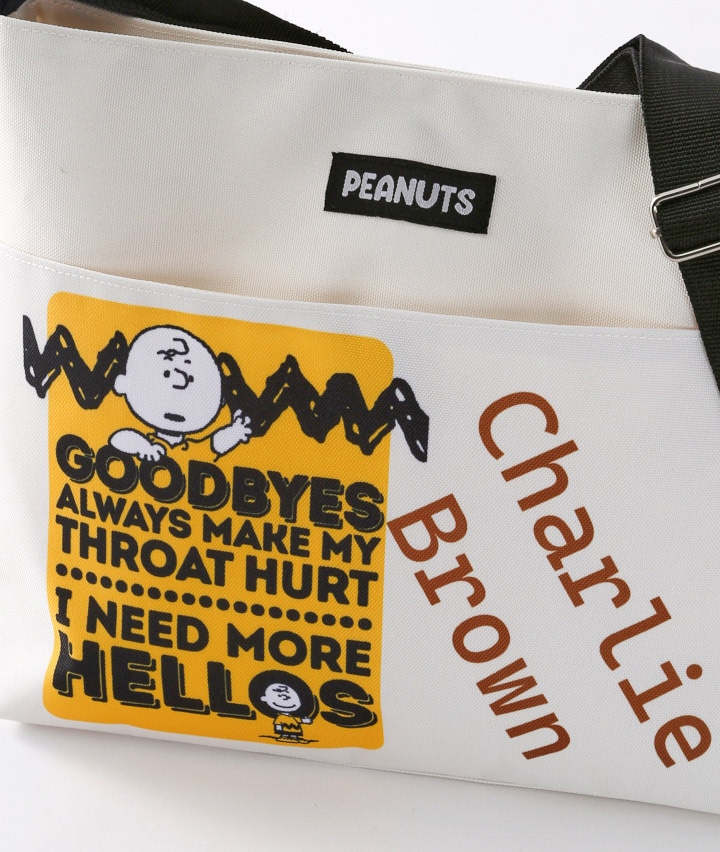 PEANUTS
GOODBYES
ALWAYS MAKE MY
THROAT HURT
I NEED MORE
HELLOS
Charlie
Brown